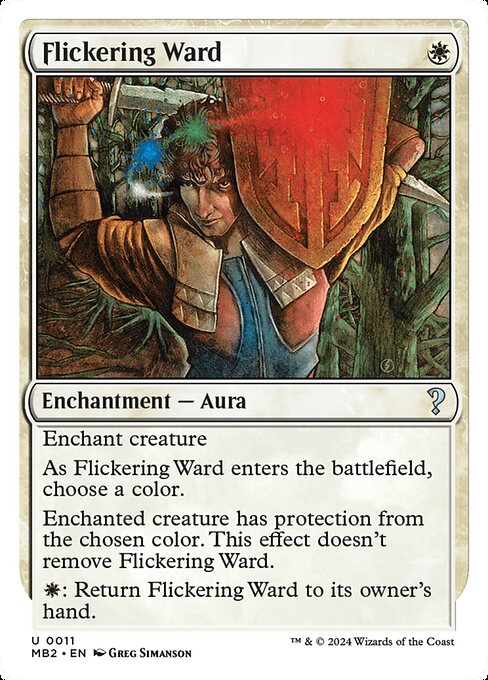 Flickering Ward
Enchantment — Aura
Enchant creature
As Flickering Ward enters the battlefield,
choose a color.
Enchanted creature has protection from
the chosen color. This effect doesn't
remove Flickering Ward.
: Return Flickering Ward to its owner's
hand.
U 0011
MB2 • EN Greg Simanson
™ & © 2024 Wizards of the Coast